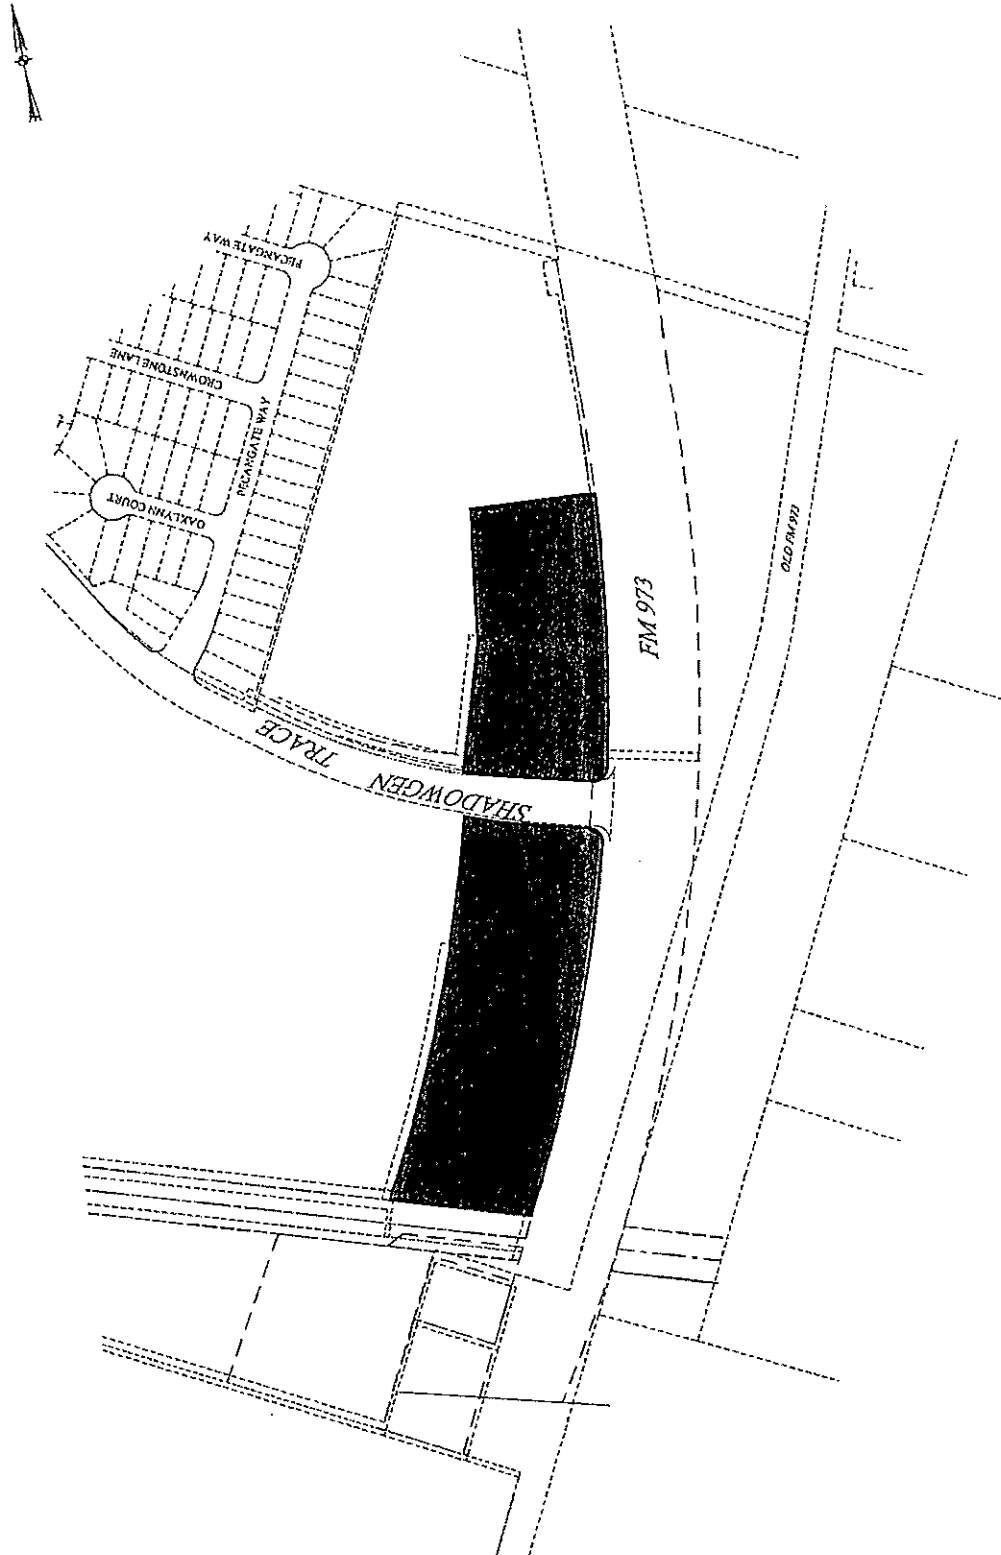 PECANGATE WAY
CROWNSTONE LANE
PECANGATE WAY
OAKLYNN COURT
OLD FM 973
FM 973
SHADOWGEN TRACE